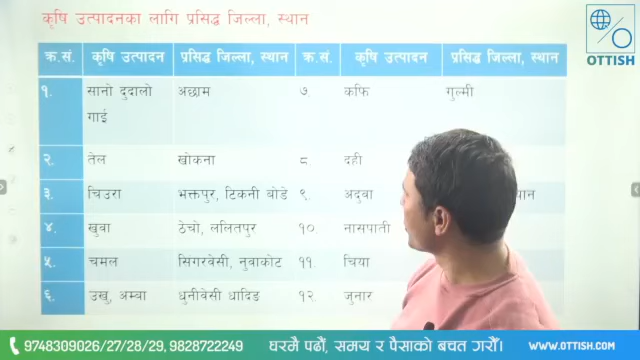 कृषि उत्पादनका लागि प्रसिद्ध जिल्ला, स्थान
OTTISH
क्र.सं. कृषि उत्पादन प्रसिद्ध जिल्ला, स्थान क्र.सं. कृषि उत्पादन प्रसिद्ध जिल्ला, स्थान
१. सानो दुदालो गाई अछाम ७. कफि गुल्मी
२. तेल खोकना ८. दही
३. चिउरा भक्तपुर, टिकनी बोडे ९. अदुवा
४. खुवा ठेचो, ललितपुर १०. नासपाती
५. चमल सिगरवेसी, नुवाकोट ११. चिया
६. उखु, अम्बा धुनीवेसी धादिङ १२. जुनार
9748309026/27/28/29, 9828722249 घरमै पढौं, समय र पैसाको बचत गरौँ। www.OTTISH.com